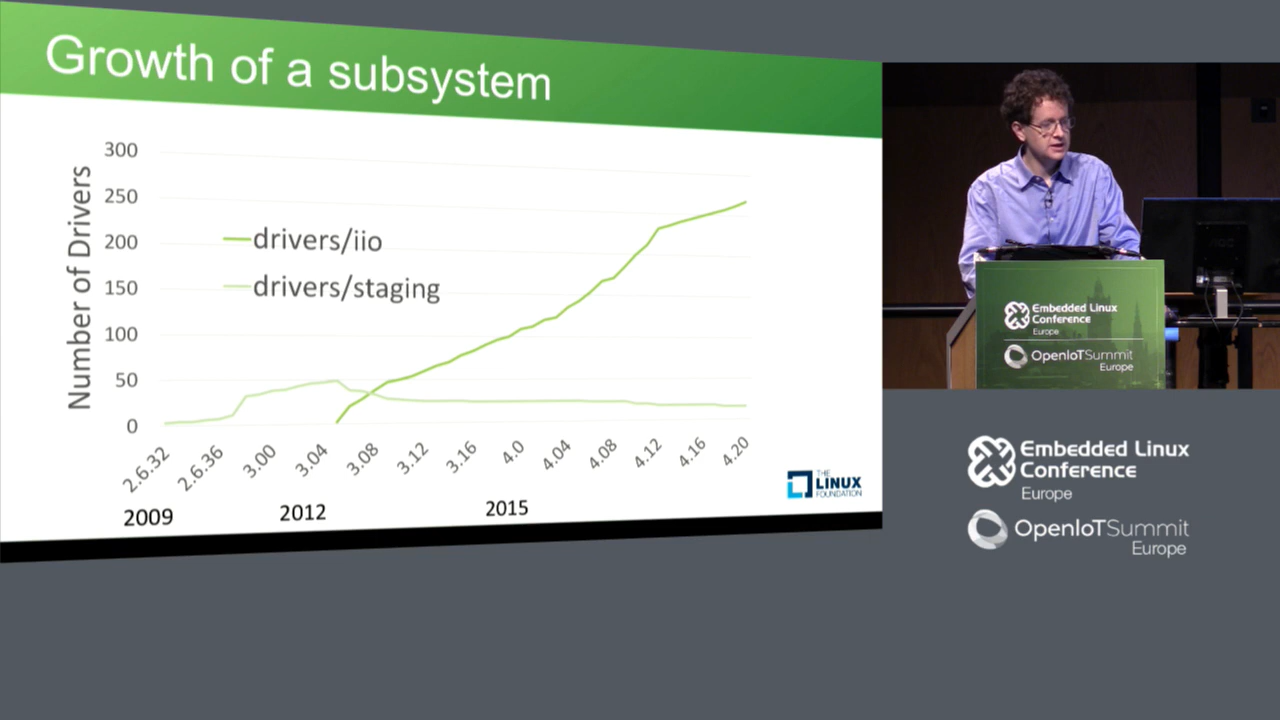 Growth of a subsystem
Number of Drivers
300
250
200
150
100
50
0
drivers/iio
drivers/staging
2.6.32
2.6.36
3.00
3.04
3.08
3.12
3.16
4.0
4.04
4.08
4.12
4.16
4.20
2009
2012
2015
THE
LINUX
FOUNDATION
Embedded Linux
Conference
Europe
OpenIoTSummit
Europe
Embedded Linux
Conference
Europe
OpenIoTSummit
Europe